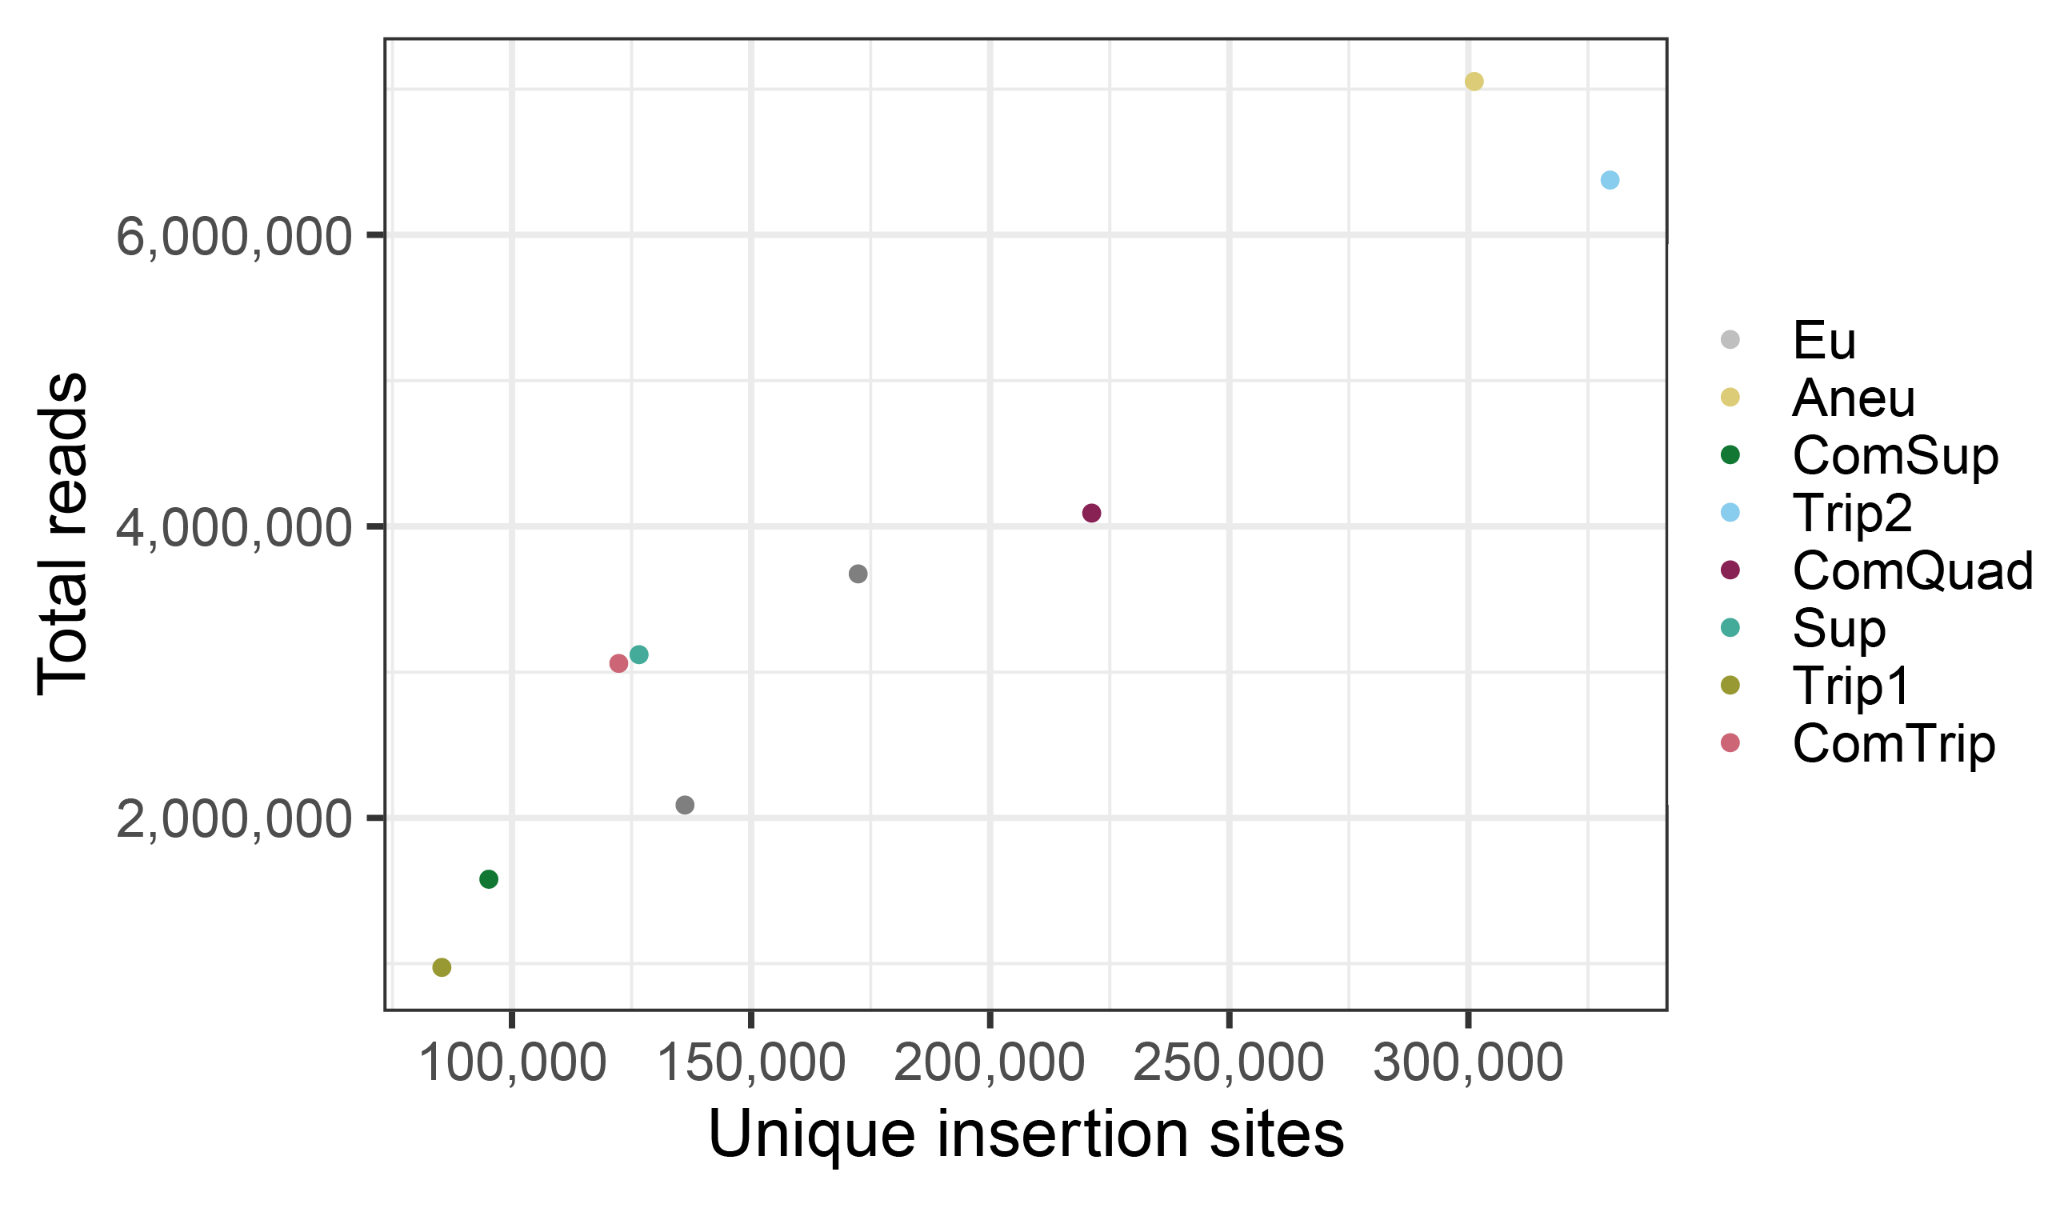 Total reads
6,000,000
4,000,000
2,000,000
100,000 150,000 200,000 250,000 300,000
Unique insertion sites
Eu
Aneu
ComSup
Trip2
ComQuad
Sup
Trip1
ComTrip